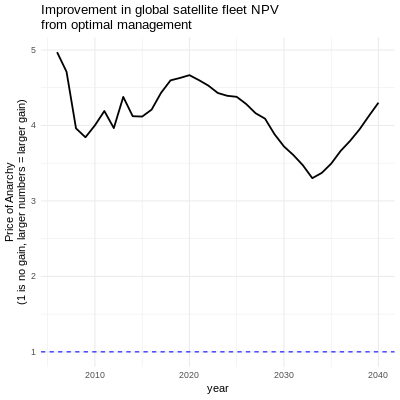 Improvement in global satellite fleet NPV
from optimal management
Price of Anarchy
(1 is no gain, larger numbers = larger gain)
5
4
3
2
1
2010
2020
2030
2040
year